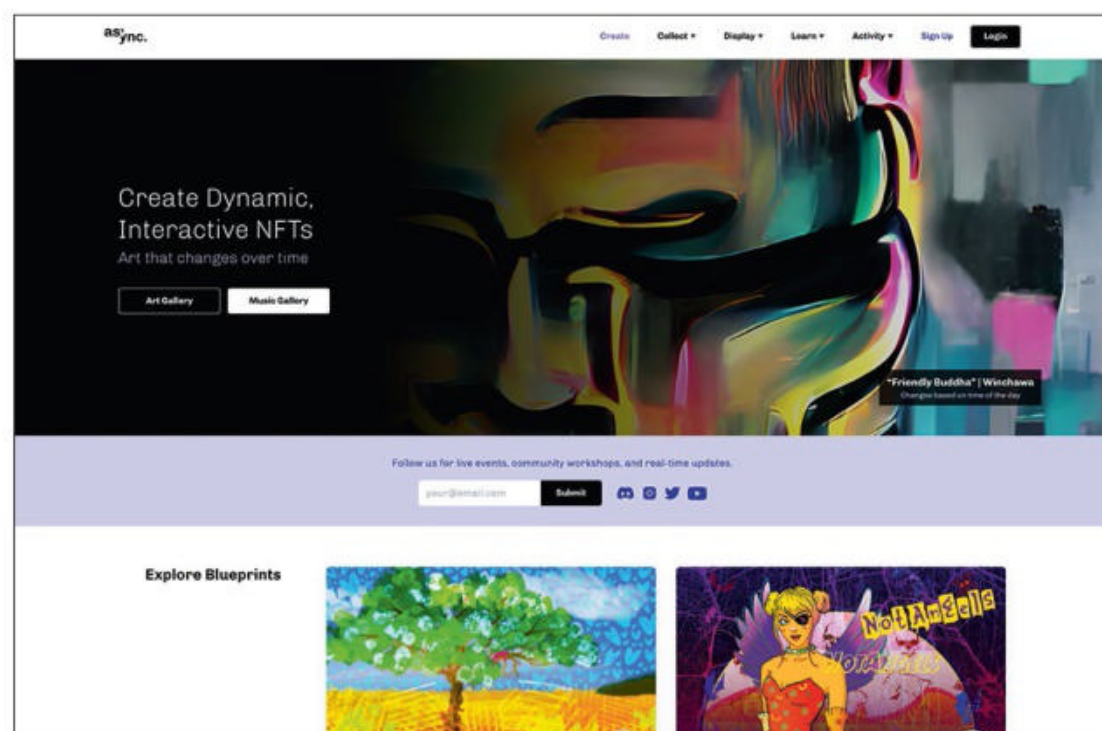 async.
Create Collect ▾ Display ▾ Learn ▾ Activity ▾ Sign Up Login
Create Dynamic,
Interactive NFTs
Art that changes over time
Art Gallery Music Gallery
"Friendly Buddha" | Winchawa
Changes based on time of the day
Follow us for live events, community workshops, and real-time updates.
your@email.com Submit
Explore Blueprints
NotAngels
NOTANGELS